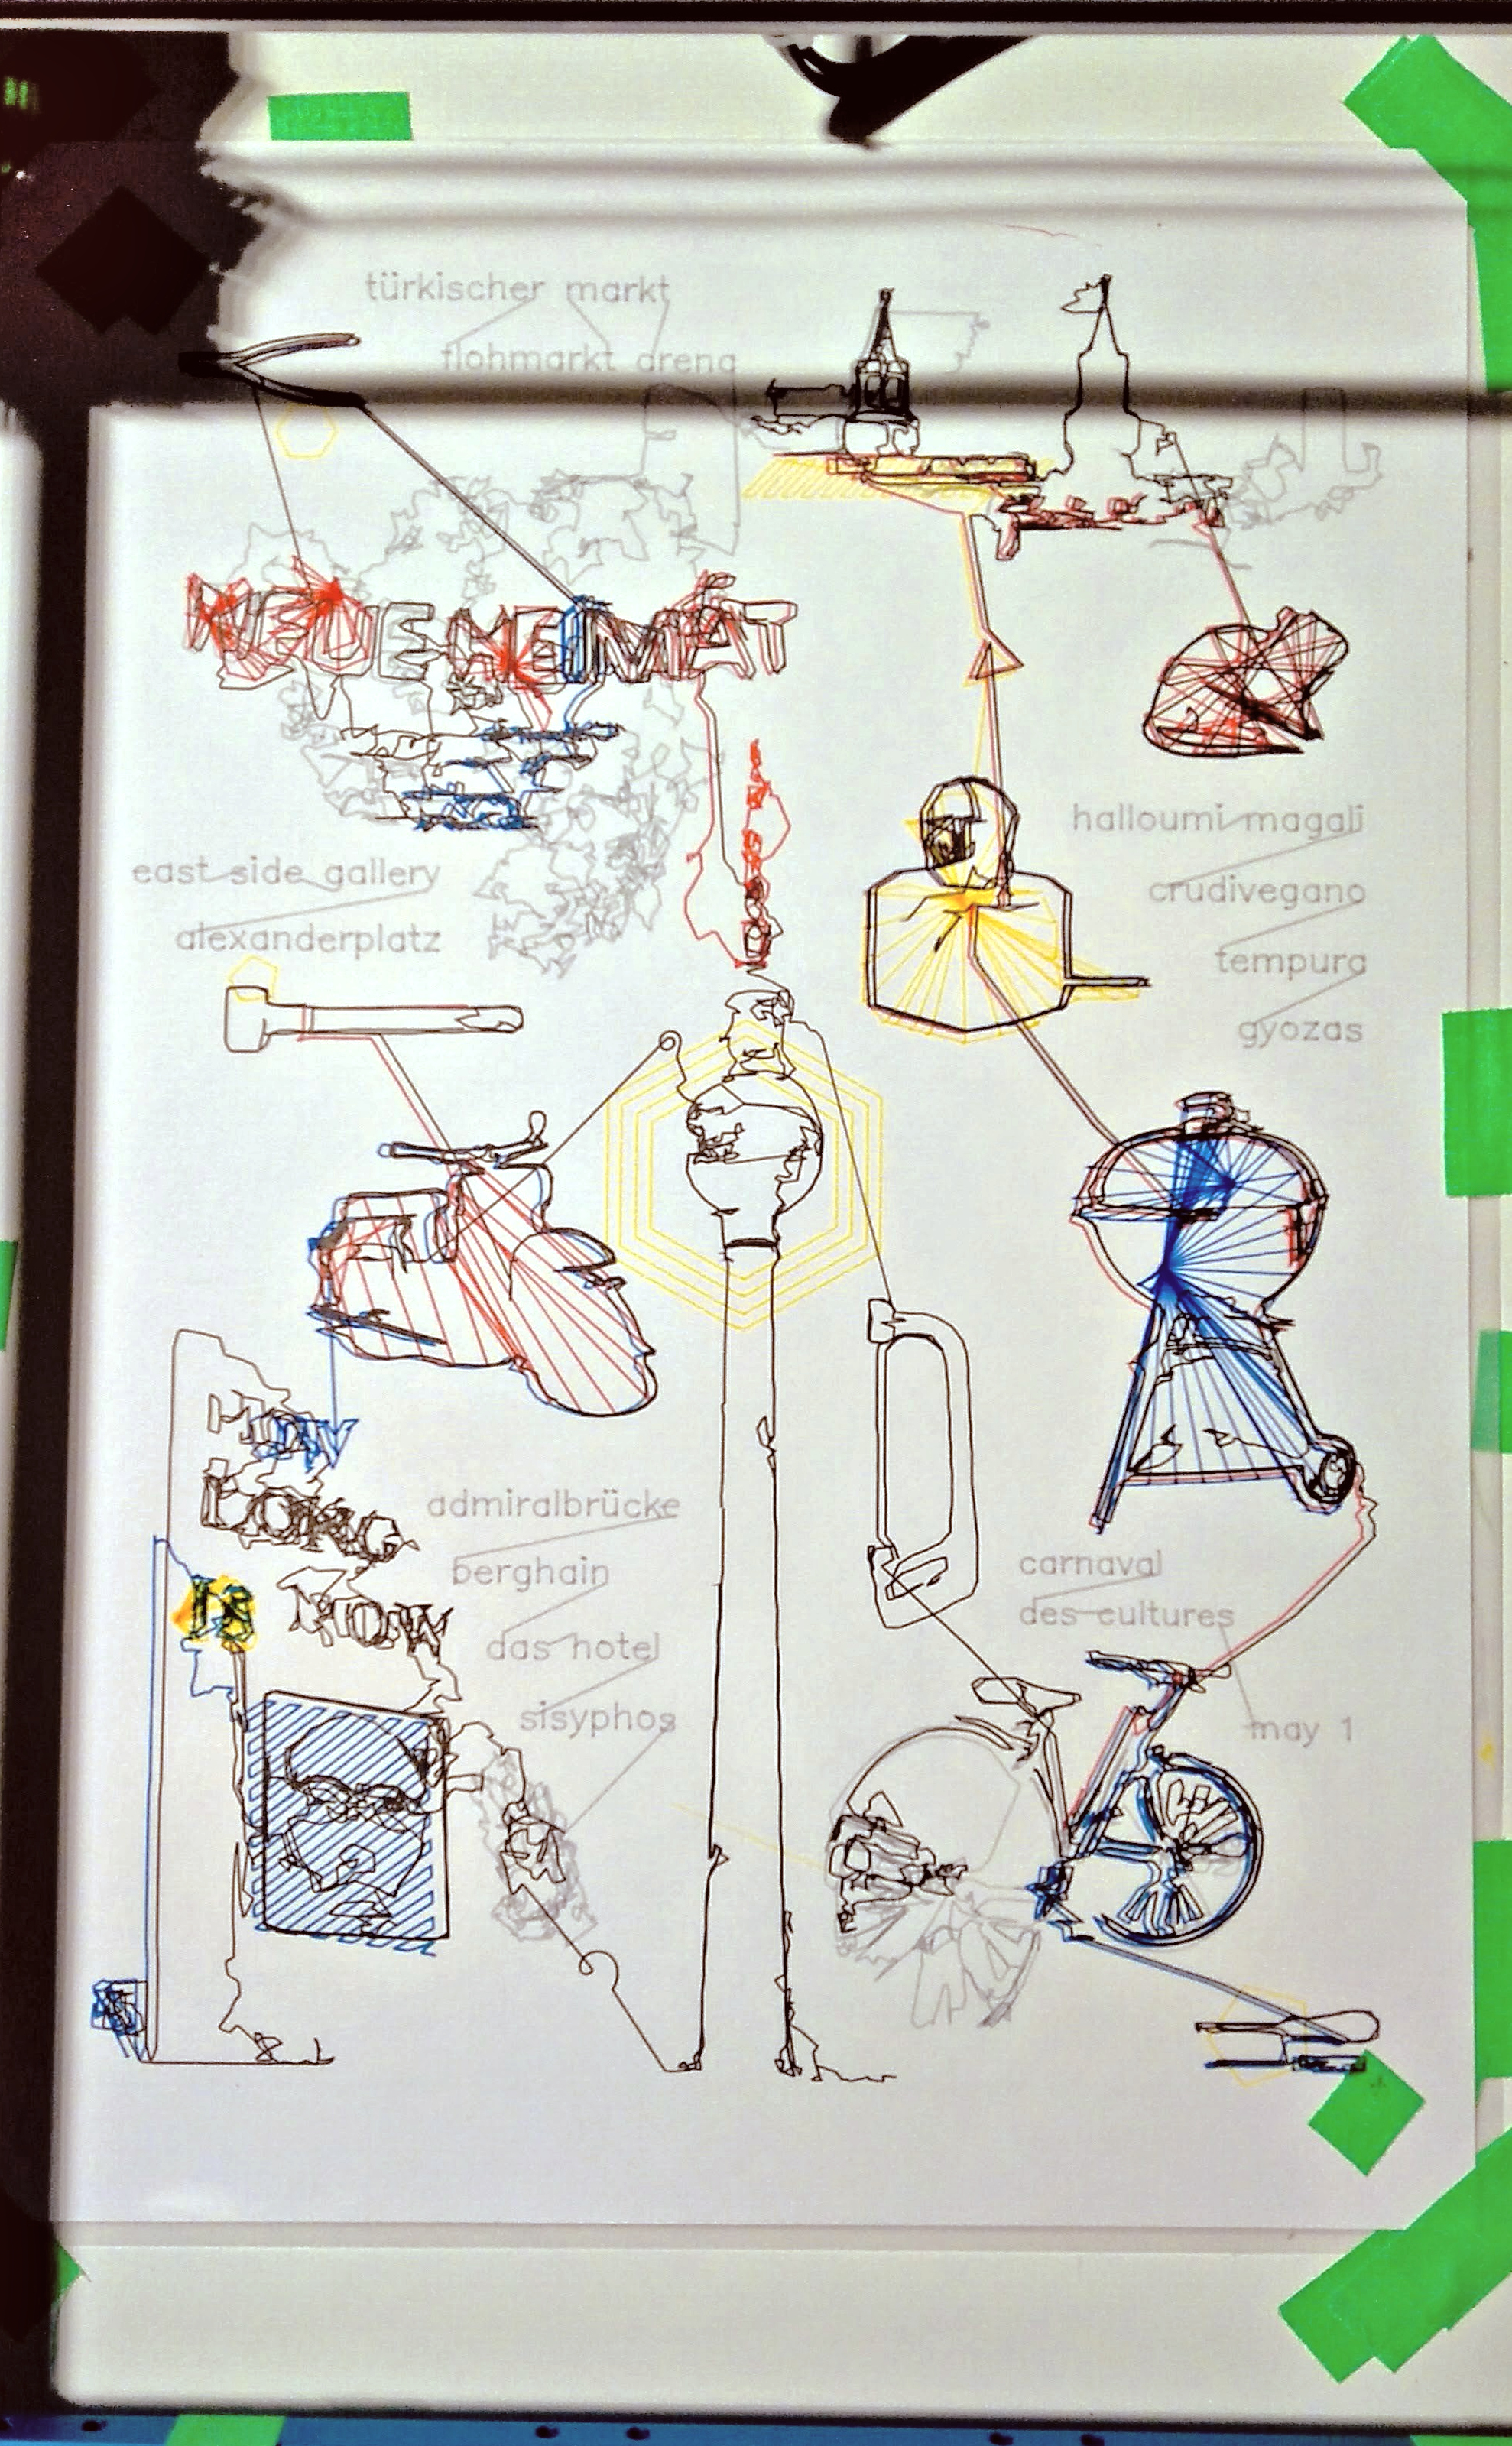 türkischer markt
flohmarkt arena
NEUE HEIMAT
halloumi magali
crudivegano
tempura
gyozas
east side gallery
alexanderplatz
HOW
LONG
IS
NOW
admiralbrücke
berghain
das hotel
sisyphos
carnaval
des cultures
may 1